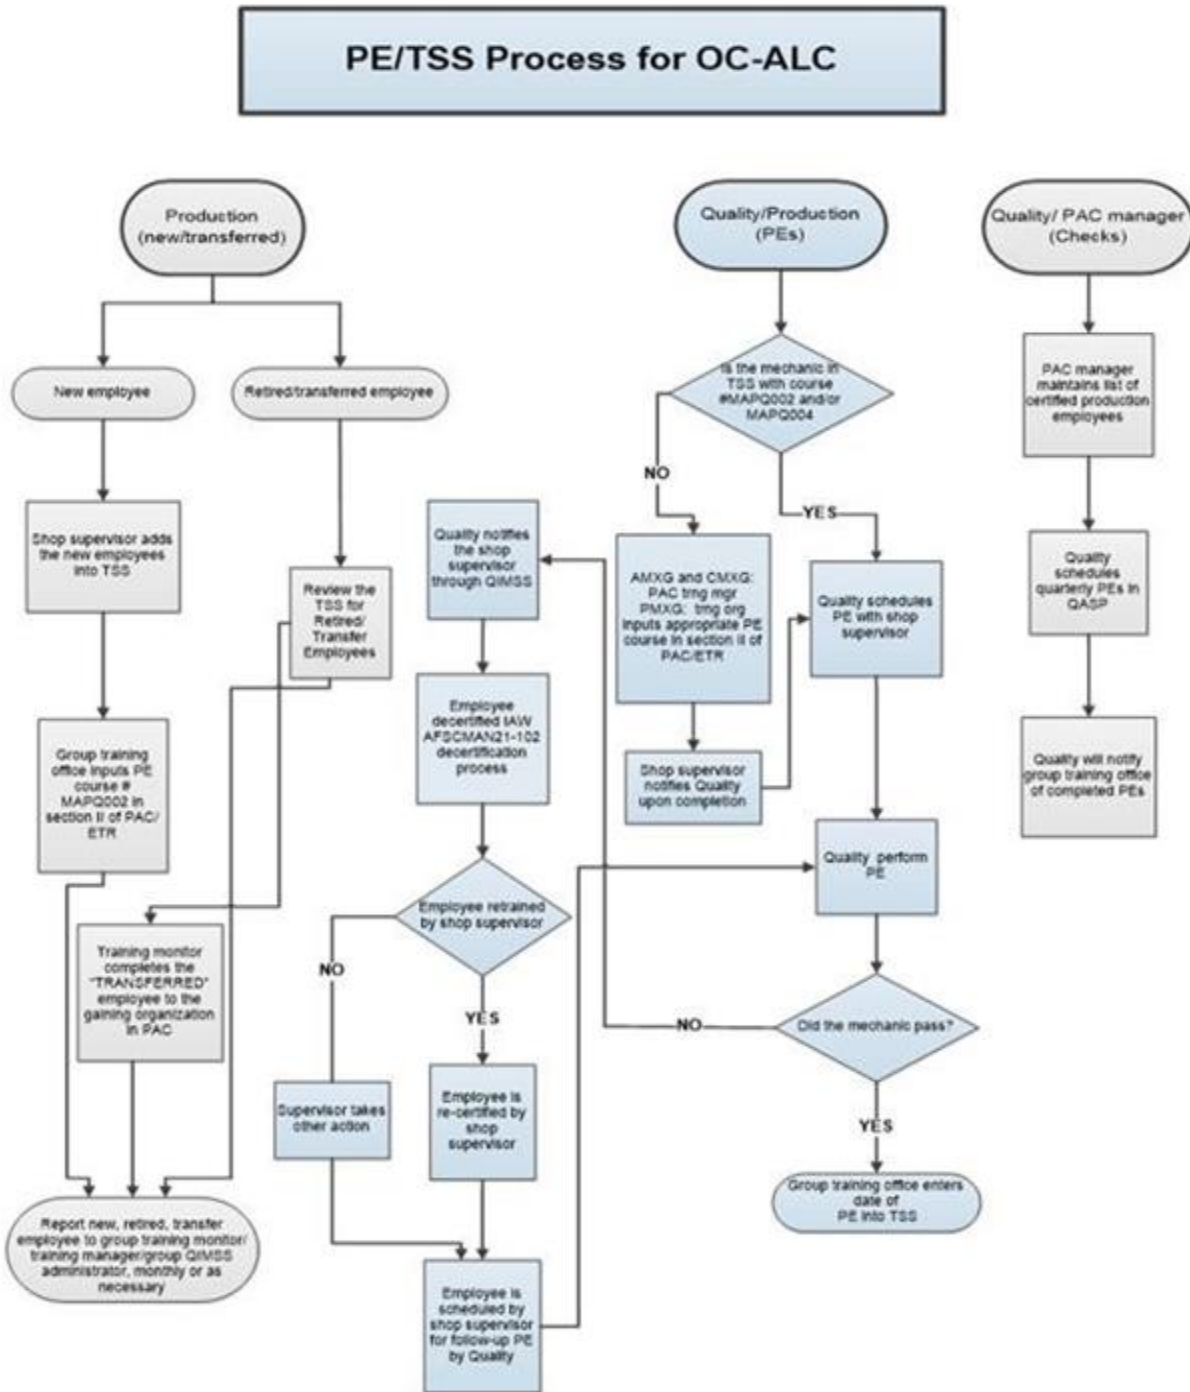 PE/TSS Process for OC-ALC
Production
(new/transferred)
New employee
Retired/transferred employee
Shop supervisor adds
the new employees
into TSS
Review the
TSS for
Retired/
Transfer
Employees
Group training
office inputs PE
course #
MAPQ002 in
section II of PAC/
ETR
Training monitor
completes the
"TRANSFERRED"
employee to the
gaining organization
in PAC
Report new, retired, transfer
employee to group training monitor/
training manager/group QIMSS
administrator, monthly or as
necessary
Quality/Production
(PEs)
Is the mechanic in
TSS with course
#MAPQ002 and/or
MAPQ004
NO
YES
AMXG and CMXG:
PAC trng mgr
PMXG: trng org
inputs appropriate PE
course in section II of
PAC/ETR
Shop supervisor
notifies Quality
upon completion
Quality schedules
PE with shop
supervisor
Quality perform
PE
Did the mechanic pass?
NO
YES
Group training office enters
date of
PE into TSS
Quality notifies
the shop
supervisor
through QIMSS
Employee
decertified IAW
AFSCMAN21-102
decertification
process
Employee retrained
by shop supervisor
NO
YES
Supervisor takes
other action
Employee is
re-certified by
shop
supervisor
Employee is
scheduled by
shop supervisor
for follow-up PE
by Quality
Quality/ PAC manager
(Checks)
PAC manager
maintains list of
certified production
employees
Quality
schedules
quarterly PEs in
QASP
Quality will notify
group training office
of completed PEs